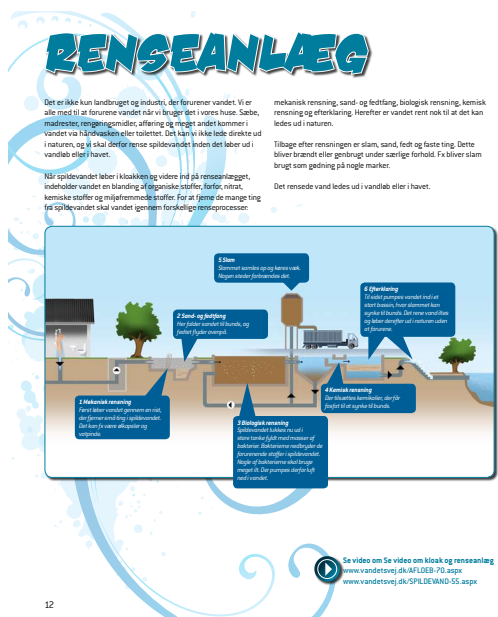 RENSEANLÆG
Det er ikke kun landbruget og industri, der forurener vandet. Vi er
alle med til at forurene vandet når vi bruger det i vores huse. Sæbe,
madrester, rengøringsmidler, afføring og meget andet kommer i
vandet via håndvasken eller toilettet. Det kan vi ikke lede direkte ud
i naturen, og vi skal derfor rense spildevandet inden det løber ud i
vandløb eller i havet.
Når spildevandet løber i kloakken og videre ind på renseanlægget,
indeholder vandet en blanding af organiske stoffer, forfor, nitrat,
kemiske stoffer og miljøfremmede stoffer. For at fjerne de mange ting
fra spildevandet skal vandet igennem forskellige renseprocesser:
mekanisk rensning, sand- og fedtfang, biologisk rensning, kemisk
rensning og efterklaring. Herefter er vandet rent nok til at det kan
ledes ud i naturen.
Tilbage efter rensningen er slam, sand, fedt og faste ting. Dette
bliver brændt eller genbrugt under særlige forhold. Fx bliver slam
brugt som gødning på nogle marker.
Det rensede vand ledes ud i vandløb eller i havet.
5 Slam
Slammet samles op og køres væk.
Nogen steder forbrændes det.
6 Efterklaring
Til sidst pumpes vandet ind i et
stort bassin, hvor slammet kan
synke til bunds. Det rene vand iltes
og løber derefter ud i naturen uden
at forurene.
2 Sand- og fedtfang
Her falder sandet til bunds, og
fedtet flyder ovenpå.
1 Mekanisk rensning
Først løber vandet gennem en rist,
der fjerner små ting i spildevandet.
Det kan fx være ølkapsler og
vatpinde.
4 Kemisk rensning
Der tilsættes kemikalier, der får
fosfat til at synke til bunds.
3 Biologisk rensning
Spildevandet lukkes nu ud i
store tanke fyldt med masser af
bakterier. Bakterierne nedbryder de
forurenende stoffer i spildevandet.
Nogle af bakterierne skal bruge
meget ilt. Der pumpes derfor luft
ned i vandet.
Se video om Se video om kloak og renseanlæg
www.vandetsvej.dk/AFLOEB-70.aspx
www.vandetsvej.dk/SPILDEVAND-55.aspx
12